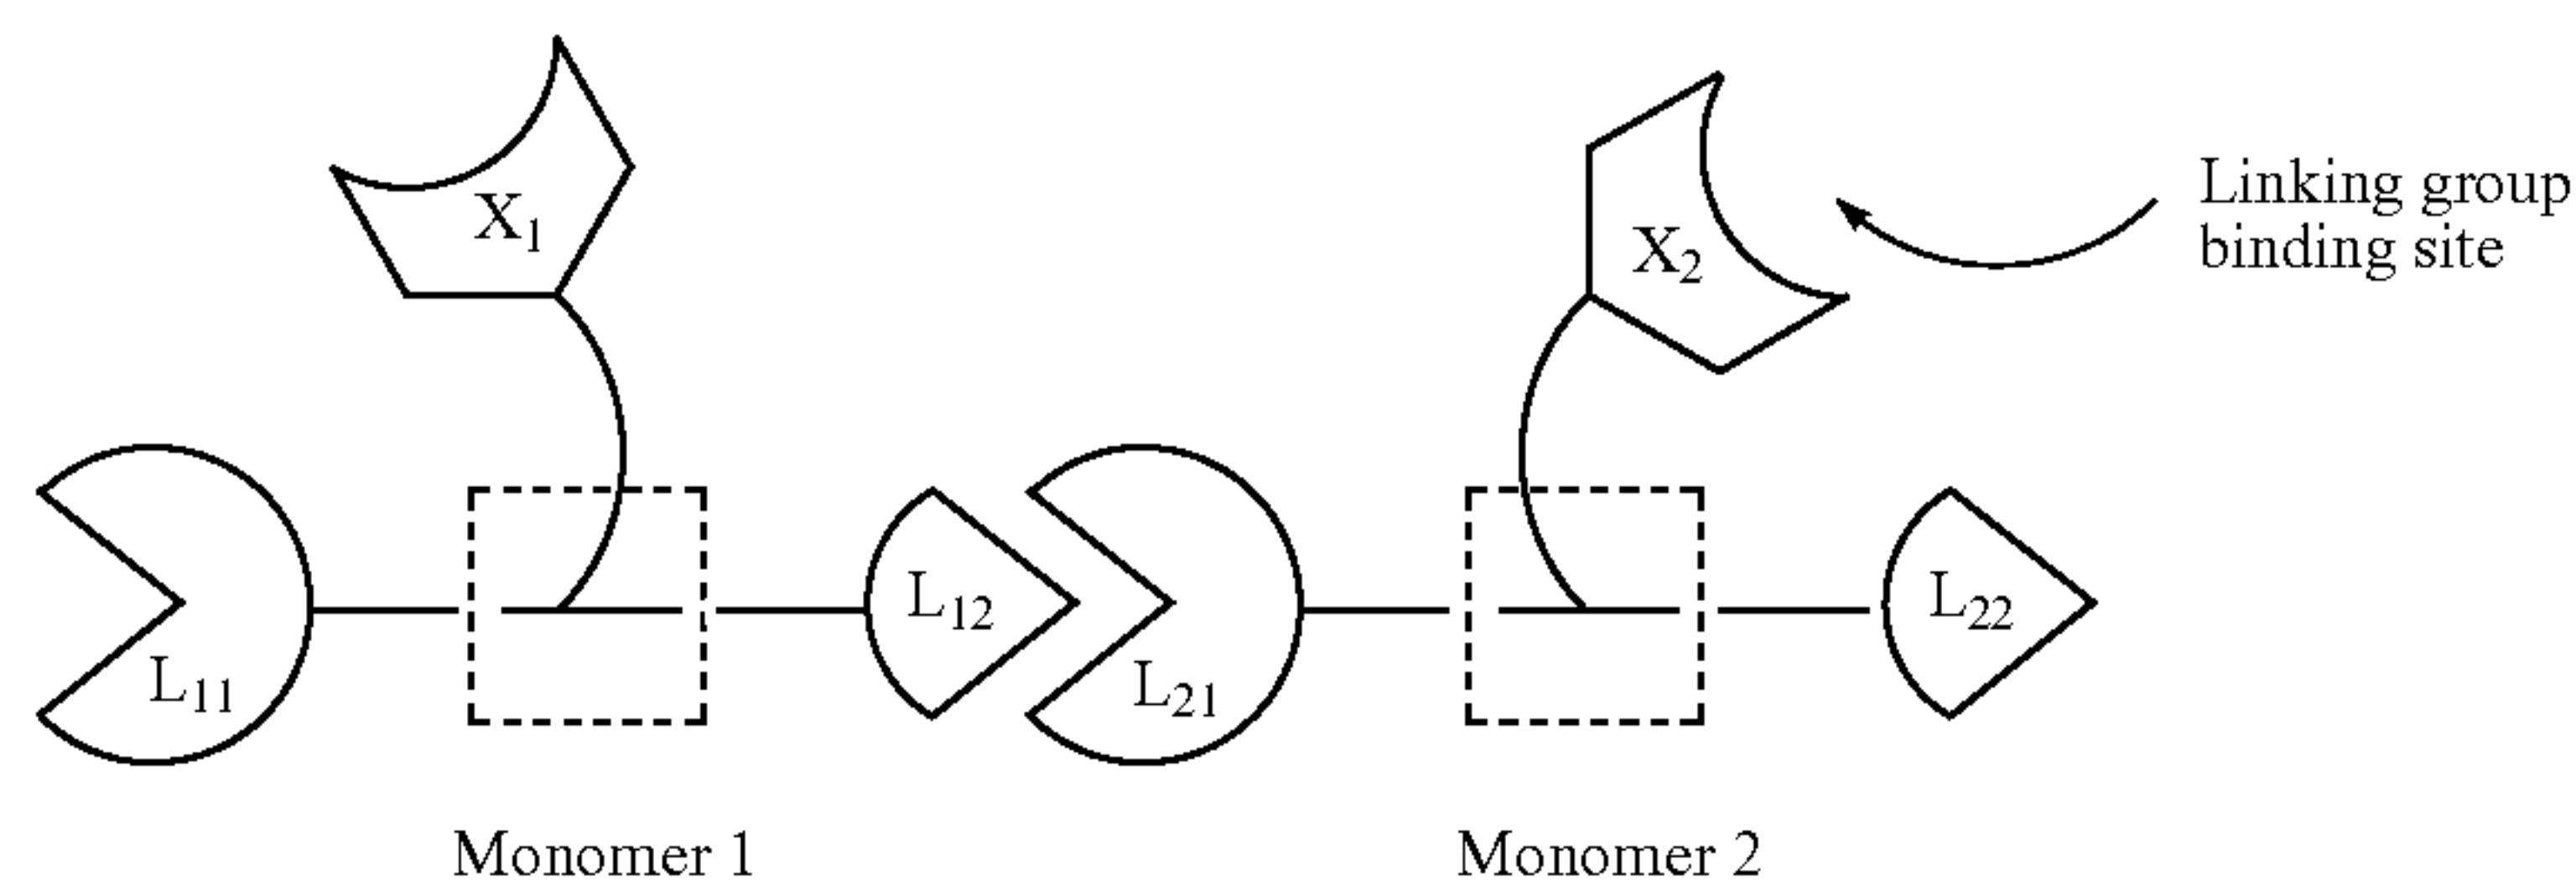 X₁
X₂
Linking group
binding site
L₁₁
L₁₂
L₂₁
L₂₂
Monomer 1
Monomer 2